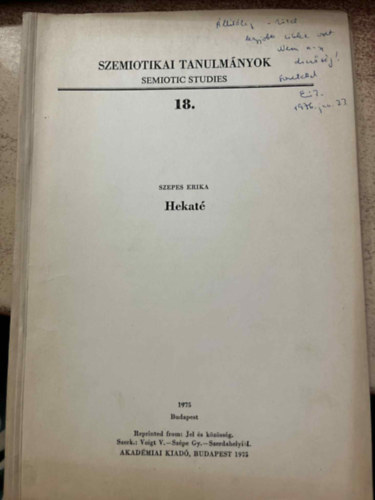 SZEMIOTIKAI TANULMÁNYOK
SEMIOTIC STUDIES
18.
SZEPES ERIKA
Hekaté
1975
Budapest
Reprinted from: Jel és közösség.
Szerk.: Voigt V.—Szépe Gy.—Szerdahelyi I.
AKADÉMIAI KIADÓ, BUDAPEST 1975